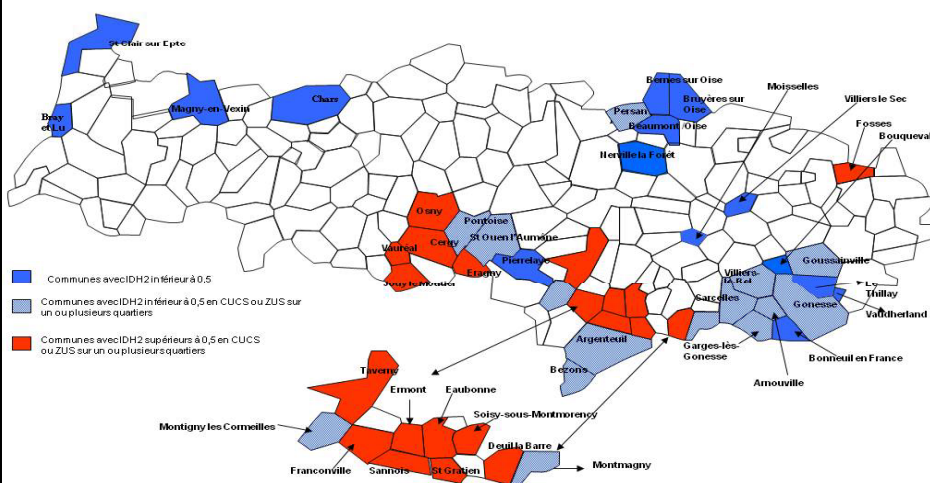 St Clair sur Epte
Bray
et Lu
Magny-en-Vexin
Chars
Bernes sur Oise
Moisselles
Persan
Bruyères sur
Oise
Villiers le Sec
Beaumont /Oise
Fosses
Bouqueval
Nerville la Forêt
Osny
Pontoise
Cergy
St Ouen l'Aumône
Vauréal
Eragny
Pierrelaye
Jouy le Moutier
Villiers-
le-Bel
Goussainville
Le
Thillay
Sarcelles
Gonesse
Vaudherland
Communes avec IDH2 inférieur à 0,5
Communes avec IDH2 inférieur à 0,5 en CUCS ou ZUS sur
un ou plusieurs quartiers
Communes avec IDH2 supérieurs à 0,5 en CUCS
ou ZUS sur un ou plusieurs quartiers
Argenteuil
Bezons
Garges-lès-
Gonesse
Bonneuil en France
Arnouville
Taverny
Ermont
Eaubonne
Soisy-sous-Montmorency
Montigny les Cormeilles
Deuil la Barre
Franconville
Sannois
St Gratien
Montmagny